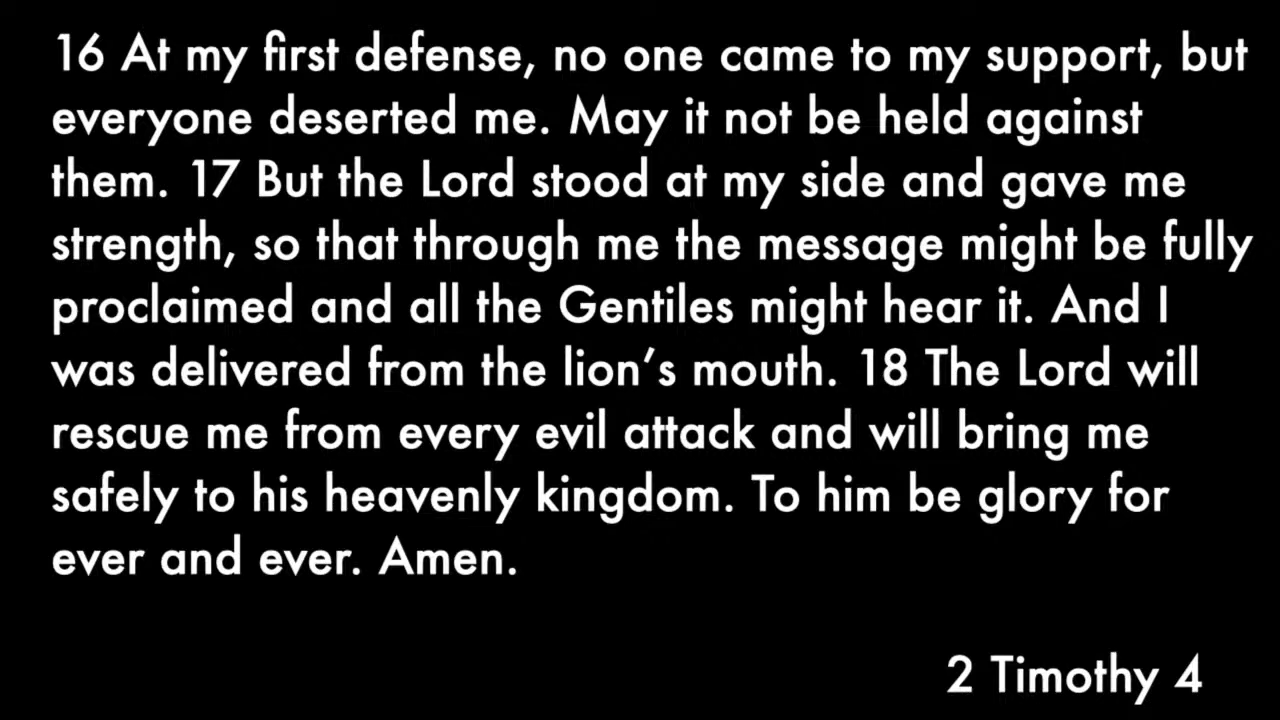 16 At my first defense, no one came to my support, but
everyone deserted me. May it not be held against
them. 17 But the Lord stood at my side and gave me
strength, so that through me the message might be fully
proclaimed and all the Gentiles might hear it. And I
was delivered from the lion’s mouth. 18 The Lord will
rescue me from every evil attack and will bring me
safely to his heavenly kingdom. To him be glory for
ever and ever. Amen.
2 Timothy 4